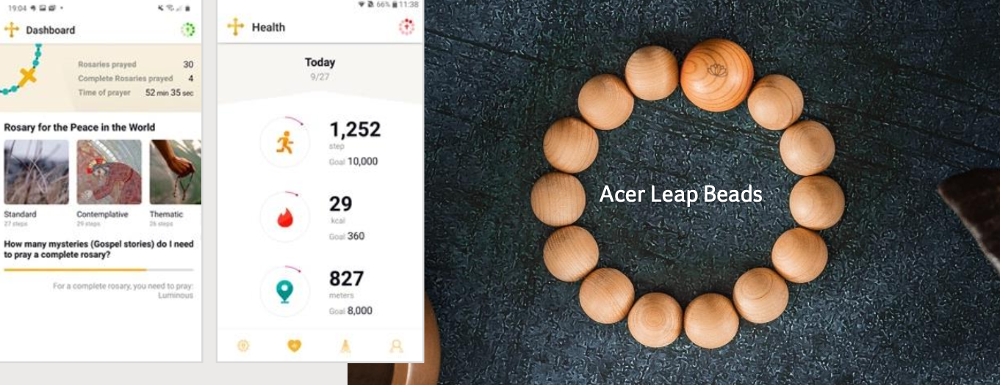 19:04
Dashboard
Rosaries prayed 30
Complete Rosaries prayed 4
Time of prayer 52 min 35 sec
Rosary for the Peace in the World
Standard
27 steps
Contemplative
29 steps
Thematic
26 steps
How many mysteries (Gospel stories) do I need
to pray a complete rosary?
For a complete rosary, you need to pray:
Luminous
66% 11:38
Health
Today
9/27
1,252
step
Goal 10,000
29
kcal
Goal 360
827
meters
Goal 8,000
Acer Leap Beads